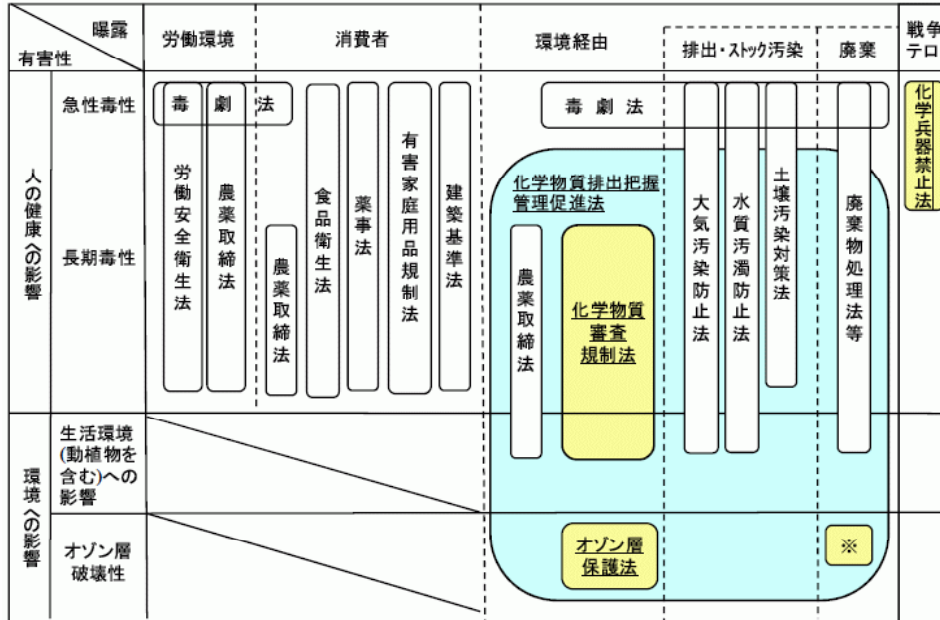 曝露
有害性
労働環境
消費者
環境経由
排出・ストック汚染
廃棄
戦争
テロ
人の健康への影響
急性毒性
長期毒性
毒劇法
労働安全衛生法
農薬取締法
農薬取締法
食品衛生法
薬事法
有害家庭用品規制法
建築基準法
毒劇法
化学物質排出把握
管理促進法
農薬取締法
化学物質
審査
規制法
大気汚染防止法
水質汚濁防止法
土壌汚染対策法
廃棄物処理法等
化学兵器禁止法
環境への影響
生活環境
(動植物を
含む)への
影響
オゾン層
破壊性
オゾン層
保護法
※